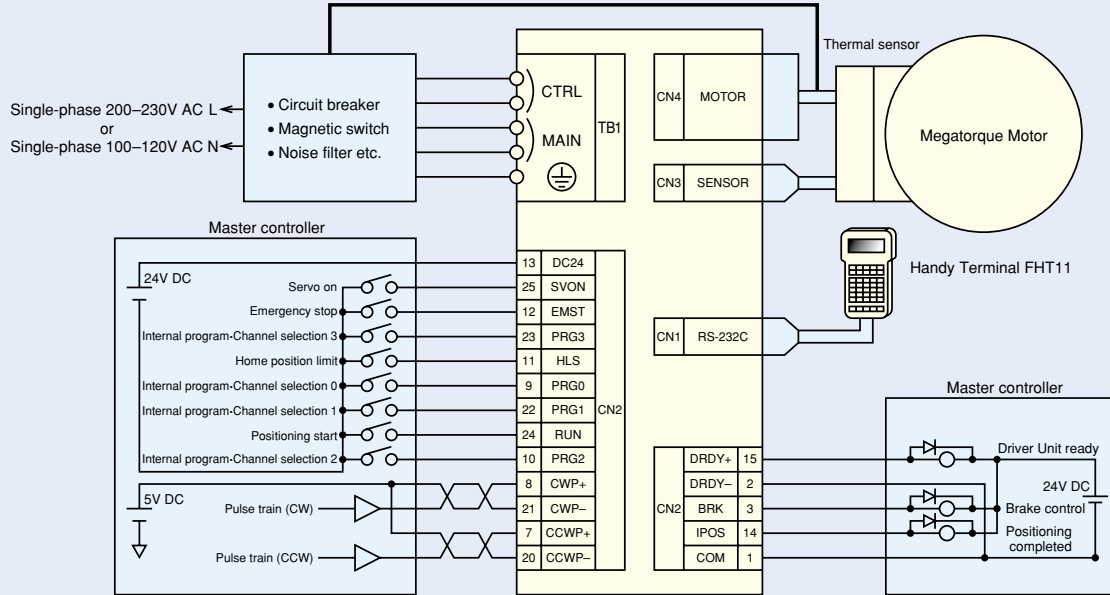 Single-phase 200–230V AC L
or
Single-phase 100–120V AC N
• Circuit breaker
• Magnetic switch
• Noise filter etc.
CTRL
MAIN
TB1
CN4 MOTOR
CN3 SENSOR
Thermal sensor
Megatorque Motor
Handy Terminal FHT11
CN1 RS-232C
Master controller
24V DC
Servo on
Emergency stop
Internal program·Channel selection 3
Home position limit
Internal program·Channel selection 0
Internal program·Channel selection 1
Positioning start
Internal program·Channel selection 2
5V DC
Pulse train (CW)
Pulse train (CCW)
13 DC24
25 SVON
12 EMST
23 PRG3
11 HLS
9 PRG0
22 PRG1
24 RUN
10 PRG2
8 CWP+
21 CWP–
7 CCWP+
20 CCWP–
CN2
CN2
DRDY+ 15
DRDY– 2
BRK 3
IPOS 14
COM 1
Master controller
Driver Unit ready
24V DC
Brake control
Positioning
completed